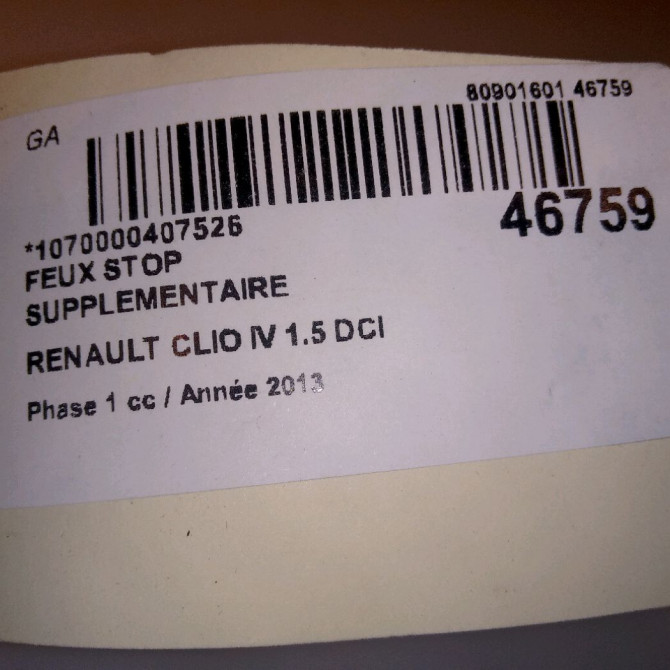 80901601 46759
GA
46759
*1070000407526
FEUX STOP
SUPPLEMENTAIRE
RENAULT CLIO IV 1.5 DCI
Phase 1 cc / Année 2013